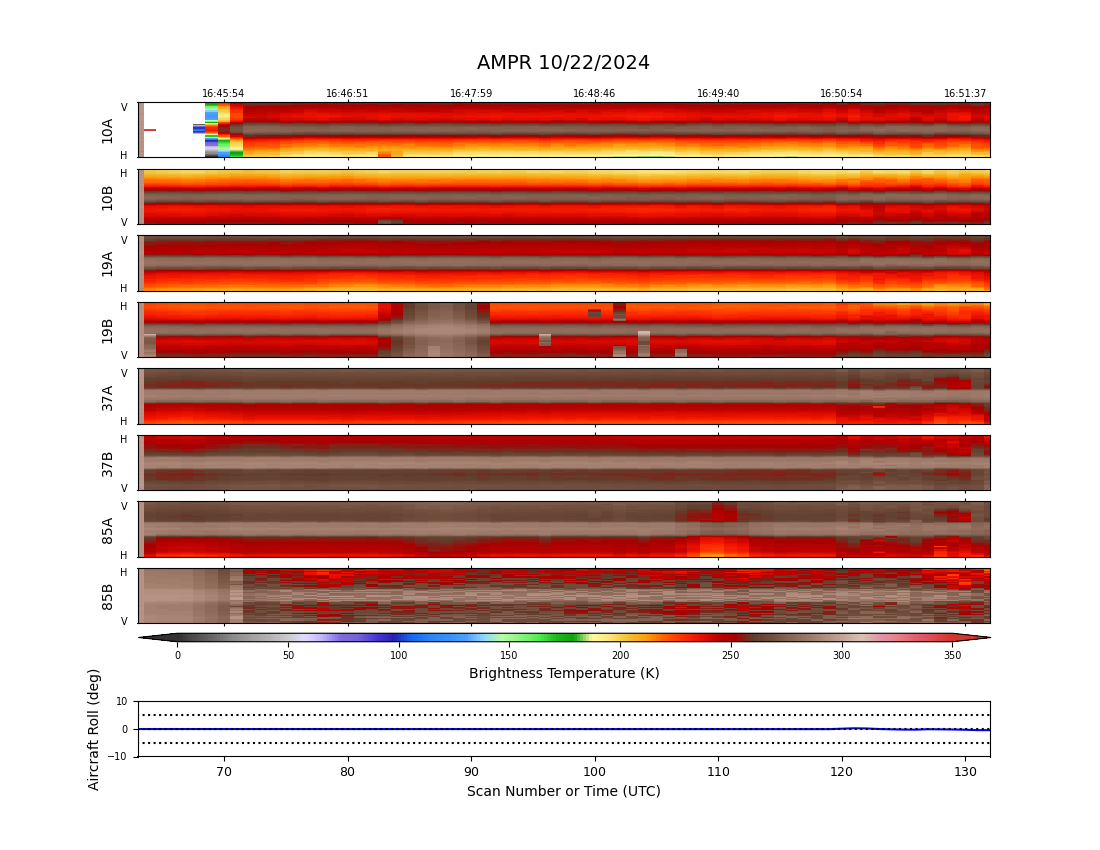 AMPR 10/22/2024
16:45:54 16:46:51 16:47:59 16:48:46 16:49:40 16:50:54 16:51:37
V
10A
H
H
10B
V
V
19A
H
H
19B
V
V
37A
H
H
37B
V
V
85A
H
H
85B
V
0 50 100 150 200 250 300 350
Brightness Temperature (K)
Aircraft Roll (deg)
10
0
−10
70 80 90 100 110 120 130
Scan Number or Time (UTC)